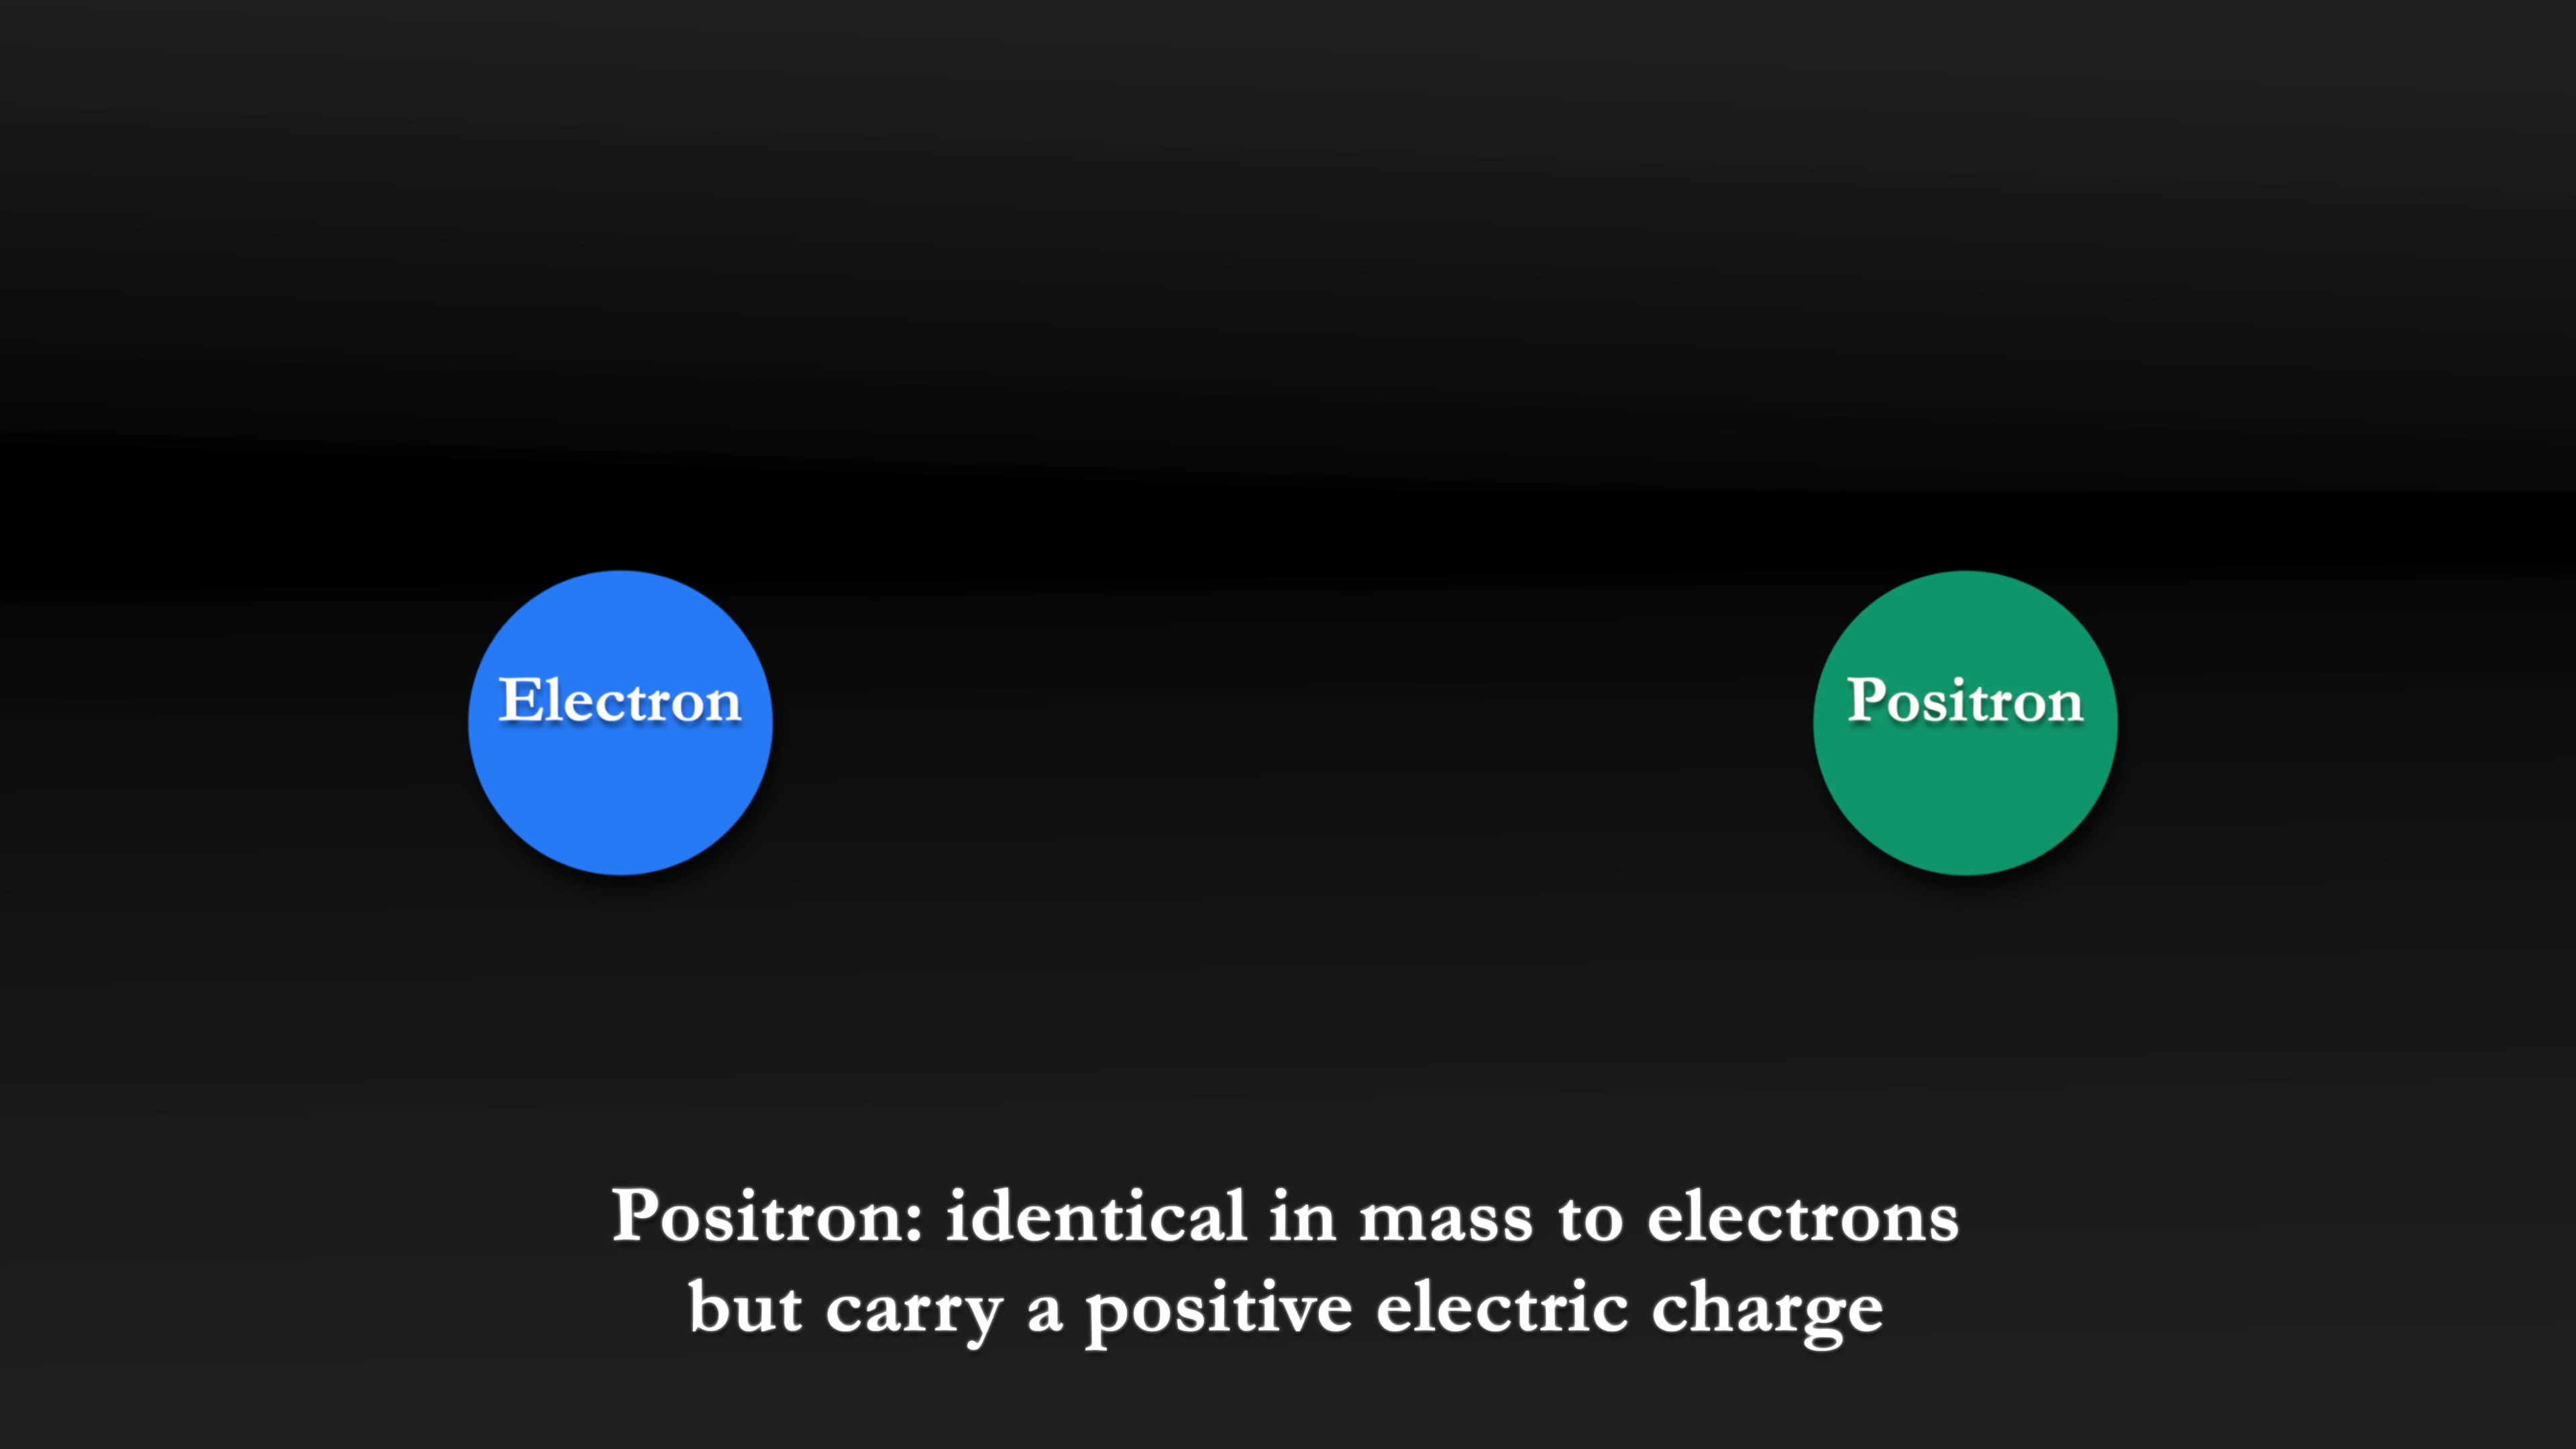 Electron
Positron
Positron: identical in mass to electrons
but carry a positive electric charge